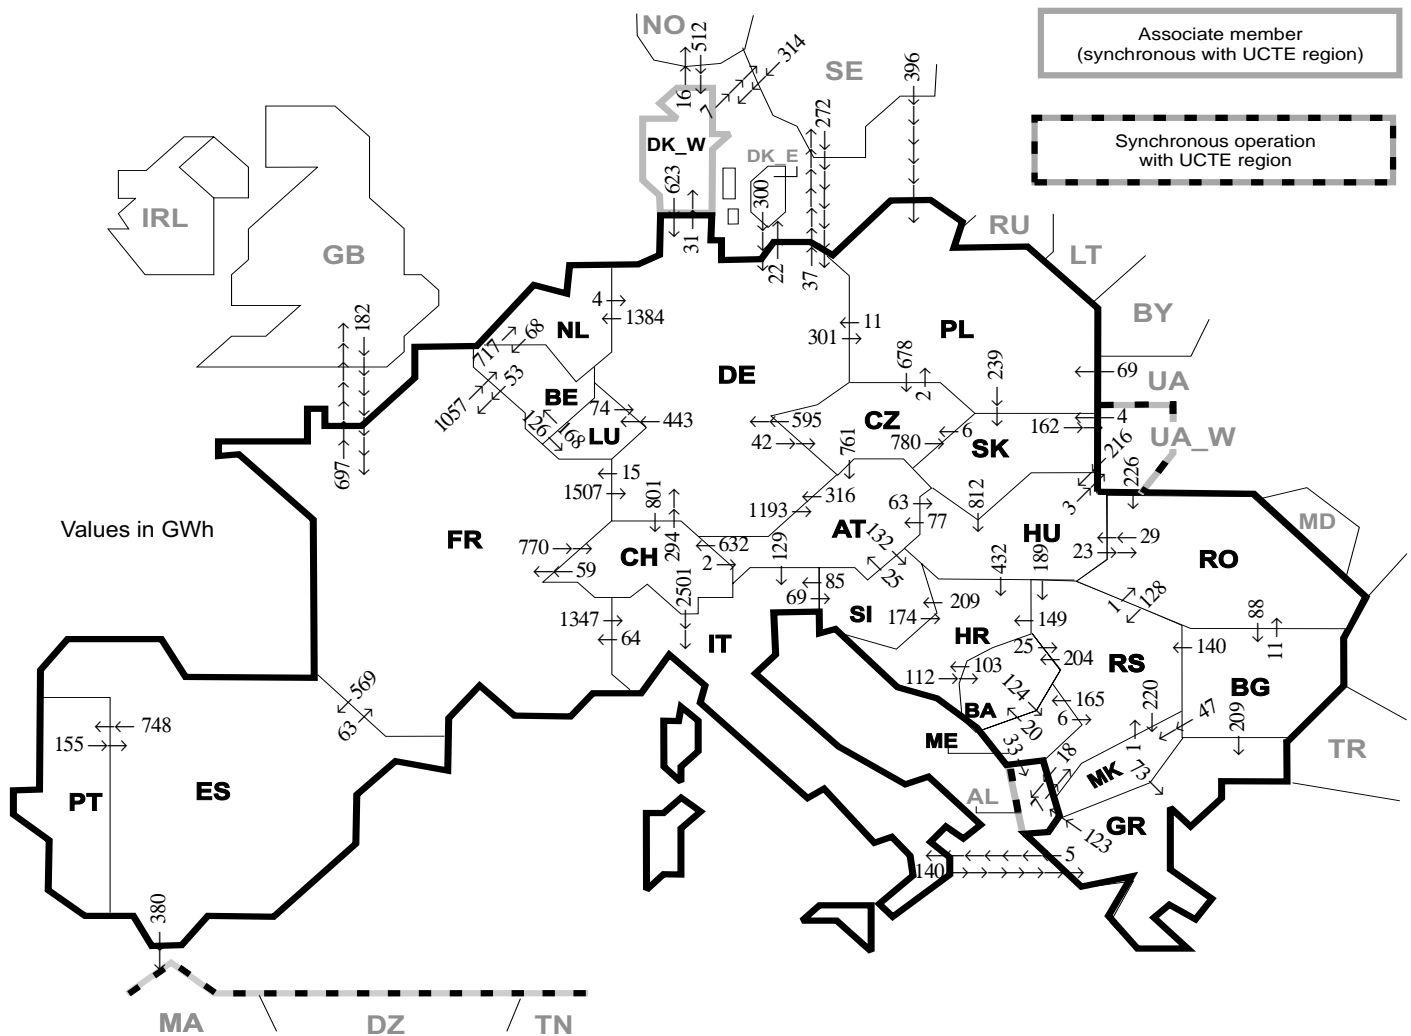 NO
512
314
SE
396
Associate member
(synchronous with UCTE region)
16
7
272
DK_W
DK_E
Synchronous operation
with UCTE region
IRL
GB
623
31
300
22
37
RU
LT
BY
182
697
4
1384
NL
68
717
53
1057
BE
126
168
74
LU
443
DE
11
301
PL
678
2
239
69
UA
4
162
UA_W
216
226
3
595
42
CZ
6
780
SK
761
15
1507
801
294
316
1193
63
77
812
Values in GWh
FR
770
59
CH
632
2
2501
129
AT
132
25
HU
29
23
RO
MD
432
189
85
69
SI
174
209
HR
149
1
128
88
11
1347
64
IT
25
204
RS
140
BG
103
112
124
BA
20
165
6
220
1
47
209
TR
569
63
748
155
PT
ES
ME
33
18
7
MK
73
AL
GR
123
5
140
380
MA
DZ
TN